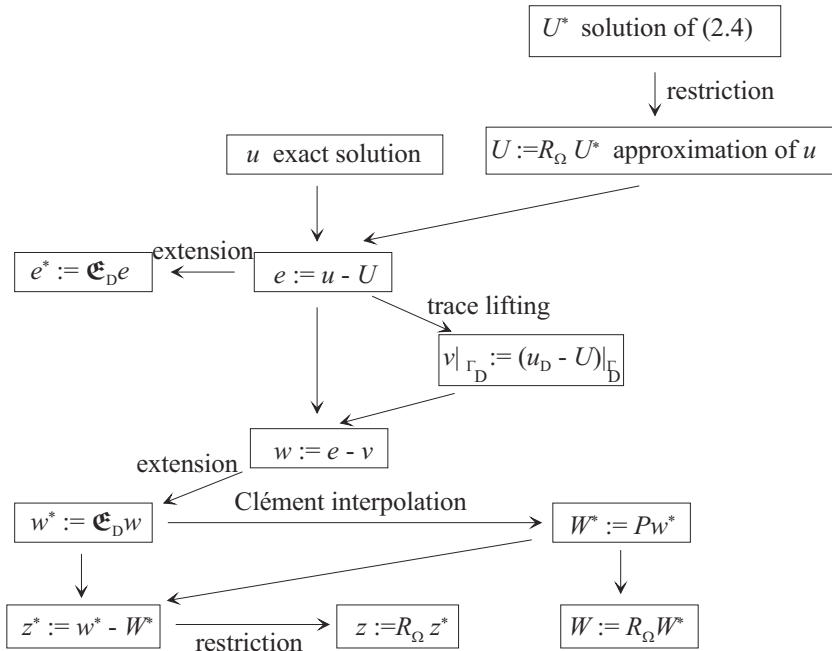 U* solution of (2.4)
restriction
u exact solution
U :=R_Ω U* approximation of u
extension
e* := 𝕰_D e
e := u - U
trace lifting
v|_Γ_D := (u_D - U)|_Γ_D
w := e - v
extension
Clément interpolation
w* := 𝕰_D w
W* := Pw*
z* := w* - W*
restriction
z :=R_Ω z*
W := R_Ω W*